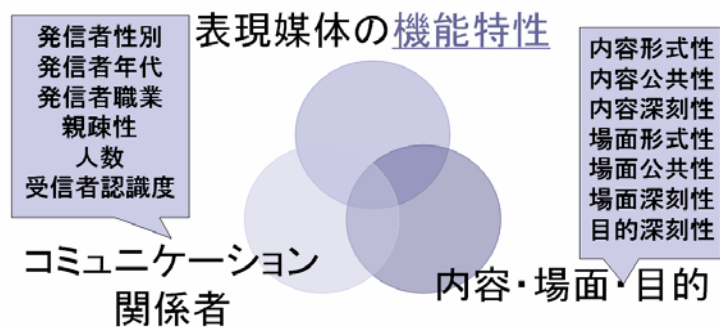 表現媒体の機能特性
発信者性別
発信者年代
発信者職業
親疎性
人数
受信者認識度
内容形式性
内容公共性
内容深刻性
場面形式性
場面公共性
場面深刻性
目的深刻性
コミュニケーション
関係者
内容・場面・目的